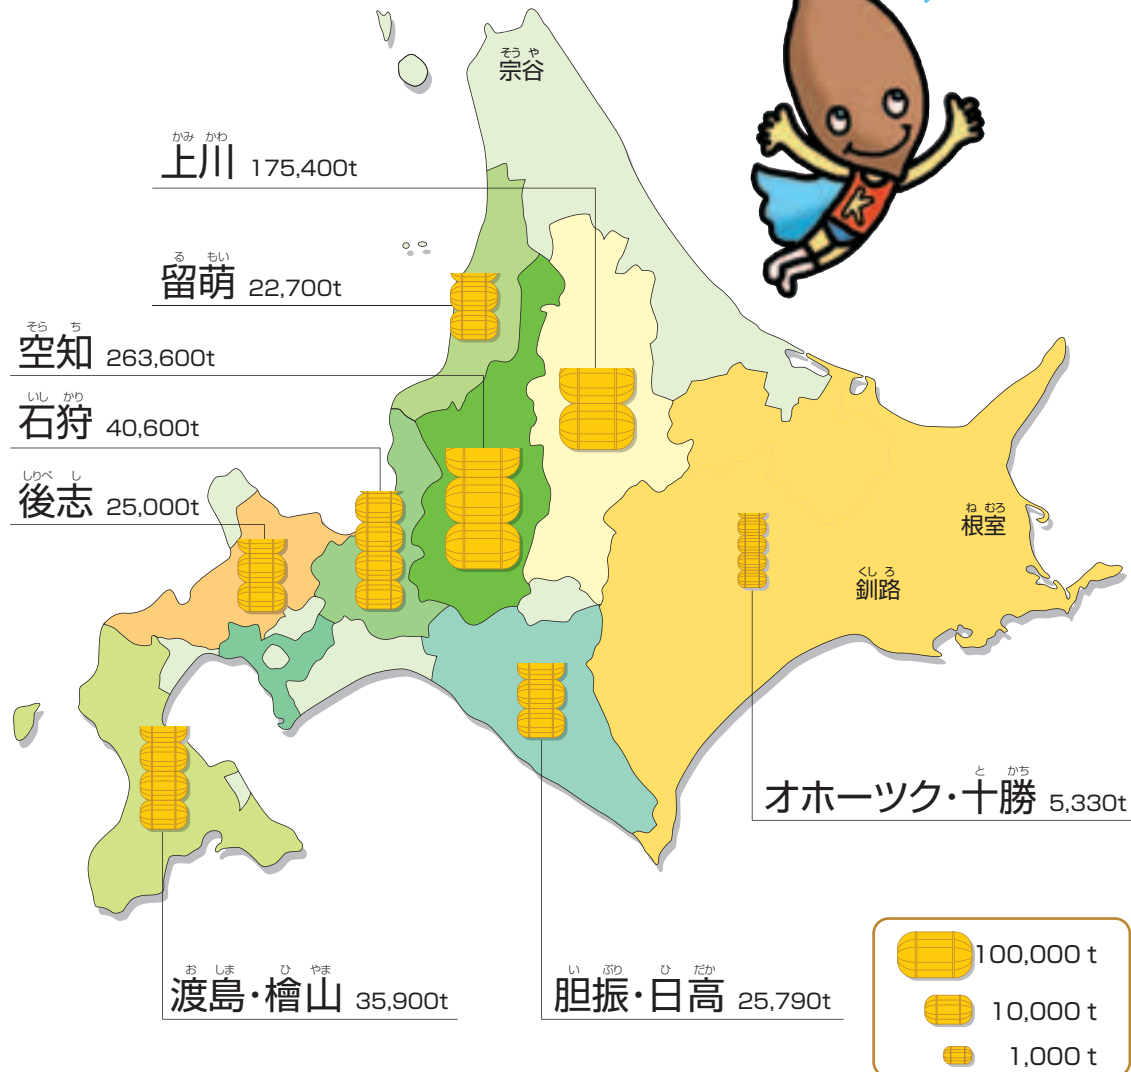 そう や
宗谷
かみ かわ
上川 175,400t
る もい
留萌 22,700t
そら ち
空知 263,600t
いし かり
石狩 40,600t
しりべ し
後志 25,000t
K
ね むろ
根室
くし ろ
釧路
と かち
オホーツク・十勝 5,330t
お しま ひ やま
渡島・檜山 35,900t
い ぶり ひ だか
胆振・日高 25,790t
100,000 t
10,000 t
1,000 t